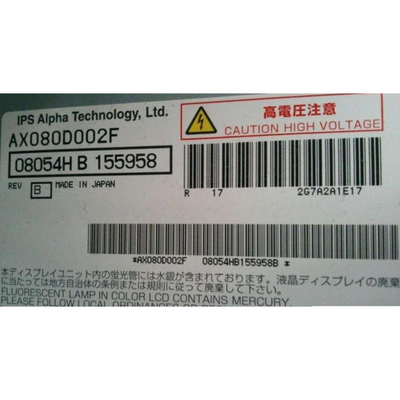 IPS Alpha Technology, Ltd.
AX080D002F
08054H B 155958
REV B MADE IN JAPAN
高電圧注意
CAUTION HIGH VOLTAGE
R 17 2G7A2A1E17
*AX080D002F 08054HB155958B *
本ディスプレイユニット内の蛍光管には水銀が含まれております。液晶ディスプレイの廃棄
に当たっては地方自治体の条例または規則に従って廃棄してください。
FLUORESCENT LAMP IN COLOR LCD CONTAINS MERCURY.
PLEASE FOLLOW LOCAL ORDINANCES OR